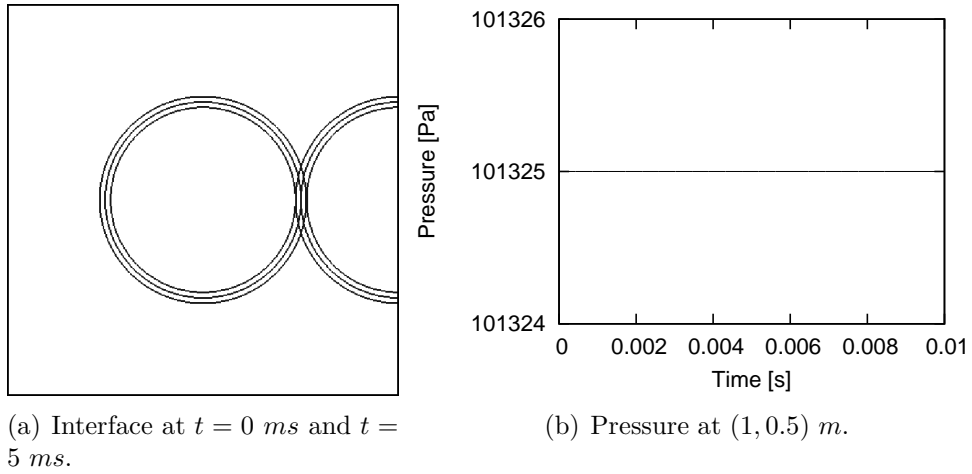 101326
101325
101324
Pressure [Pa]
0 0.002 0.004 0.006 0.008 0.01
Time [s]
(a) Interface at t = 0 ms and t =
5 ms.
(b) Pressure at (1, 0.5) m.